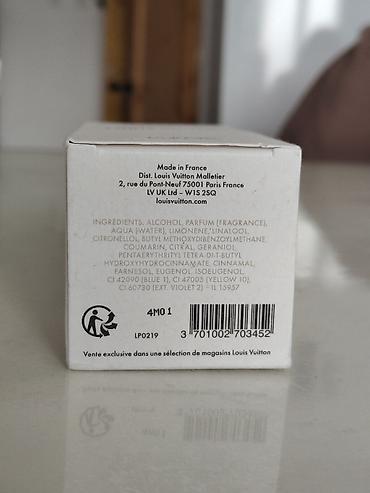 Made in France
Dist. Louis Vuitton Malletier
2, rue du Pont-Neuf 75001 Paris France
LV UK Ltd – W1S 2SQ
louisvuitton.com
INGREDIENTS: ALCOHOL, PARFUM (FRAGRANCE),
AQUA (WATER), LIMONENE, LINALOOL,
CITRONELLOL, BUTYL METHOXYDIBENZOYLMETHANE,
COUMARIN, CITRAL, GERANIOL,
PENTAERYTHRITYL TETRA-DI-T-BUTYL
HYDROXYHYDROCINNAMATE, CINNAMAL,
FARNESOL, EUGENOL, ISOEUGENOL,
CI 42090 (BLUE 1), CI 47005 (YELLOW 10),
CI 60730 (EXT. VIOLET 2) – IL 15957
4M01
LP0219
3 701002 703452
Vente exclusive dans une sélection de magasins Louis Vuitton